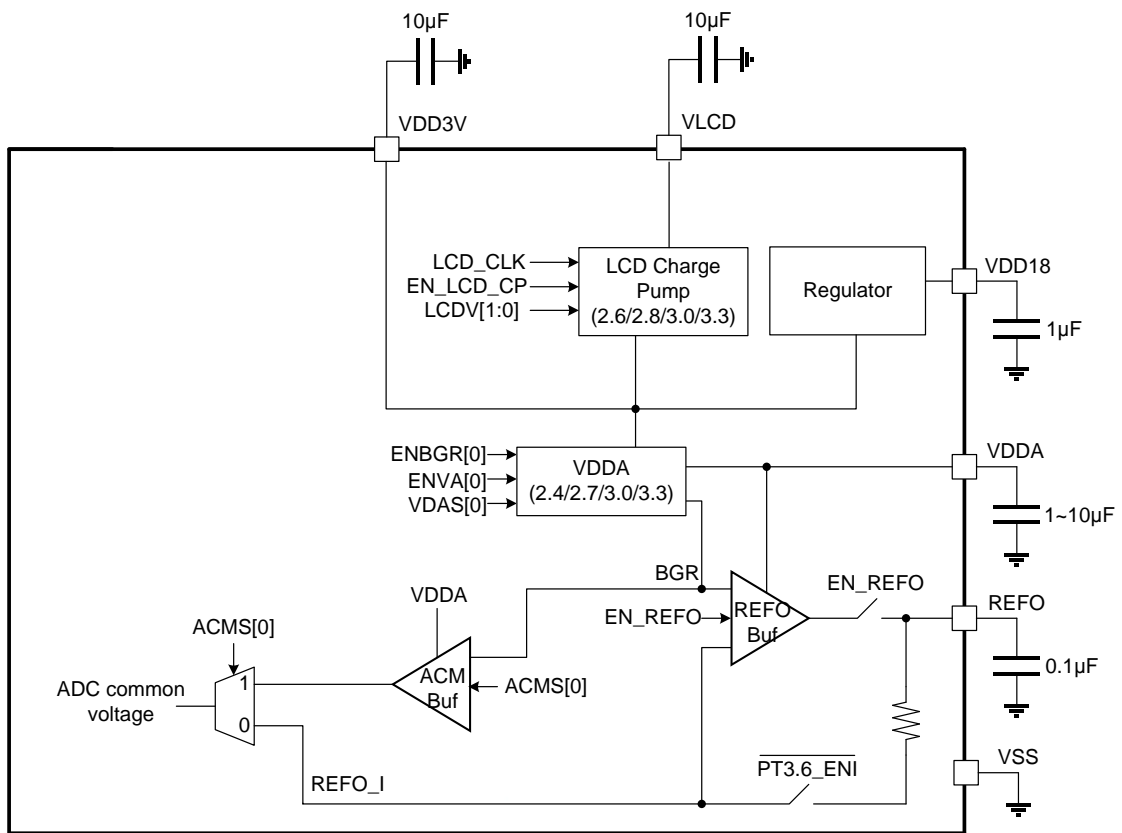 10µF
10µF
VDD3V
VLCD
LCD_CLK
EN_LCD_CP
LCDV[1:0]
LCD Charge
Pump
(2.6/2.8/3.0/3.3)
Regulator
VDD18
1µF
ENBGR[0]
ENVA[0]
VDAS[0]
VDDA
(2.4/2.7/3.0/3.3)
VDDA
1~10µF
BGR
EN_REFO
REFO
Buf
EN_REFO
REFO
0.1µF
VDDA
ACMS[0]
ACM
Buf
ACMS[0]
ADC common
voltage
1
0
REFO_I
PT3.6_ENI
VSS